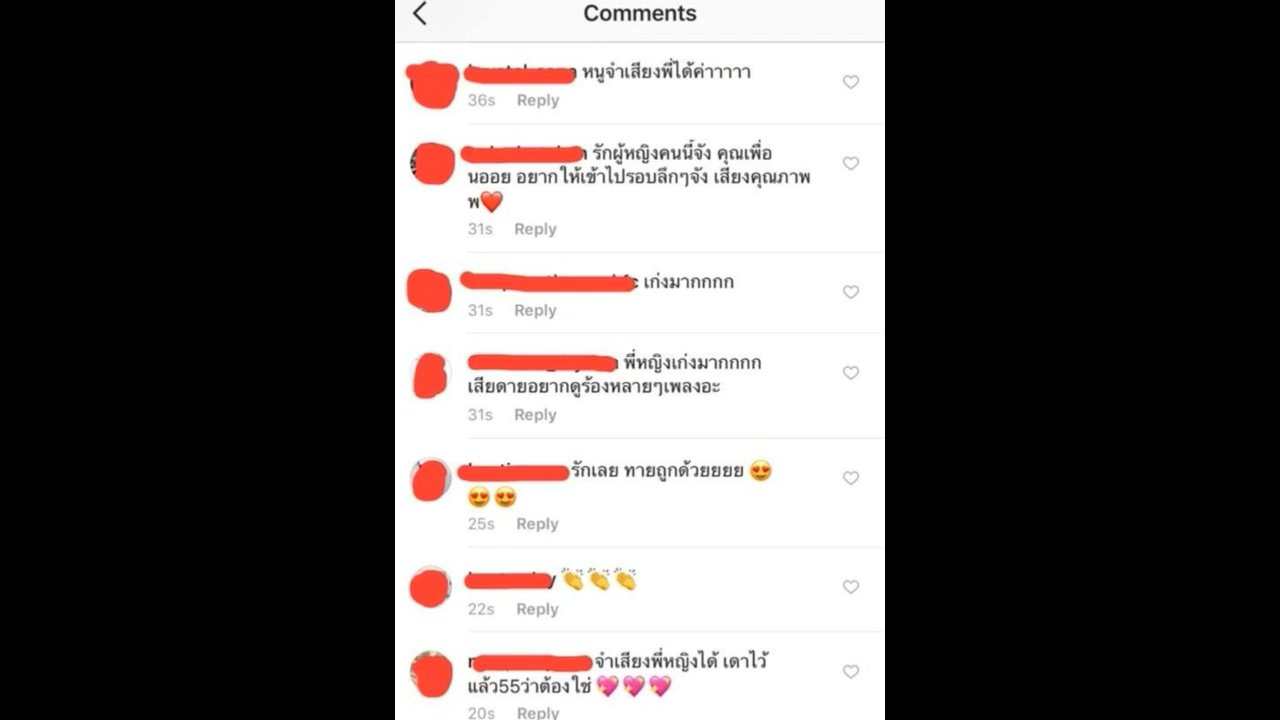 Comments
หนูจำเสียงพี่ได้ค่าาาาา
36s Reply
รักผู้หญิงคนนี้จัง คุณเพื่อ
นออย อยากให้เข้าไปรอบลึกๆจัง เสียงคุณภาพ
พ❤️
31s Reply
เก่งมากกกก
31s Reply
พี่หญิงเก่งมากกกก
เสียดายอยากดูร้องหลายๆเพลงอะ
31s Reply
รักเลย ทายถูกด้วยยยย 😍
😍😍
25s Reply
👏👏👏
22s Reply
จำเสียงพี่หญิงได้ เดาไว้
แล้ว55ว่าต้องใช่ 💖💖💖
20s Reply